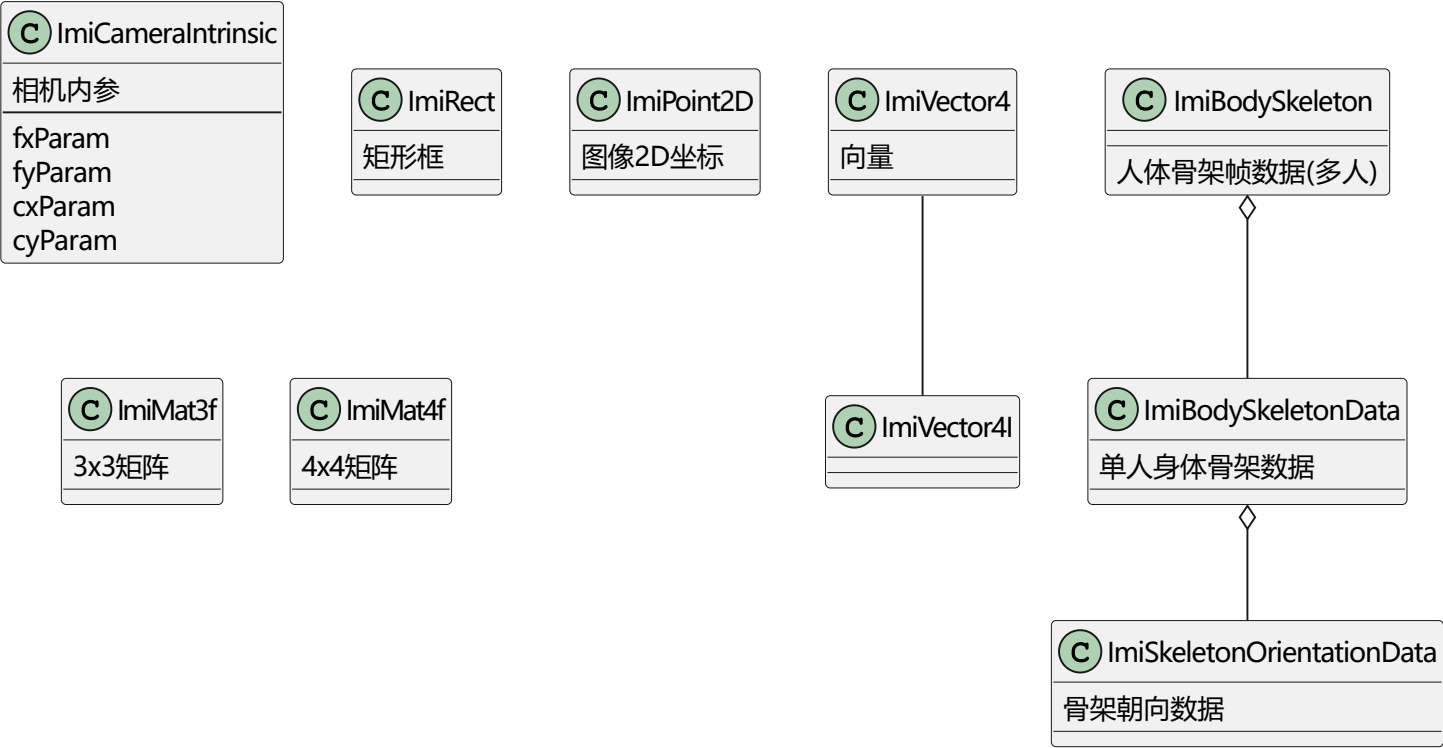 C ImiCameraIntrinsic
相机内参
fxParam
fyParam
cxParam
cyParam
C ImiRect
矩形框
C ImiPoint2D
图像2D坐标
C ImiVector4
向量
C ImiBodySkeleton
人体骨架帧数据(多人)
C ImiMat3f
3x3矩阵
C ImiMat4f
4x4矩阵
C ImiVector4I
C ImiBodySkeletonData
单人身体骨架数据
C ImiSkeletonOrientationData
骨架朝向数据